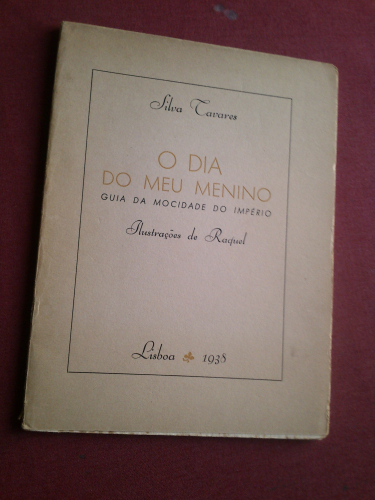 Silva Tavares
O DIA
DO MEU MENINO
GUIA DA MOCIDADE DO IMPÉRIO
Ilustrações de Raquel
Lisboa 1938